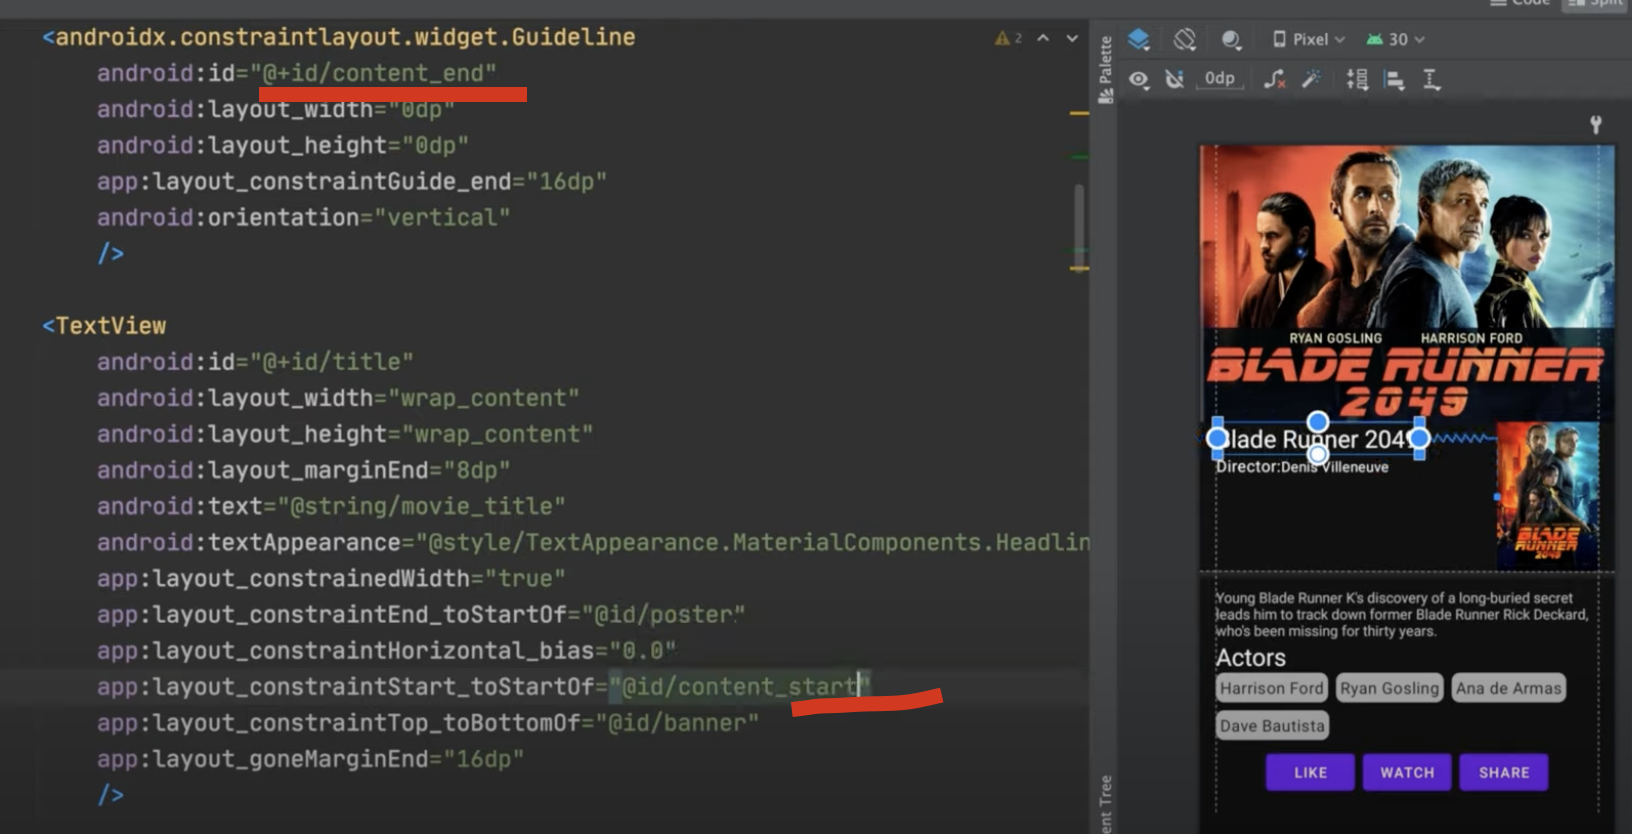 Code Split
<androidx.constraintlayout.widget.Guideline
2
android:id="@+id/content_end"
android:layout_width="0dp"
android:layout_height="0dp"
app:layout_constraintGuide_end="16dp"
android:orientation="vertical"
/>
<TextView
android:id="@+id/title"
android:layout_width="wrap_content"
android:layout_height="wrap_content"
android:layout_marginEnd="8dp"
android:text="@string/movie_title"
android:textAppearance="@style/TextAppearance.MaterialComponents.Headlin
app:layout_constrainedWidth="true"
app:layout_constraintEnd_toStartOf="@id/poster"
app:layout_constraintHorizontal_bias="0.0"
app:layout_constraintStart_toStartOf="@id/content_start"
app:layout_constraintTop_toBottomOf="@id/banner"
app:layout_goneMarginEnd="16dp"
/>
Palette
ent Tree
Pixel 30
0dp
RYAN GOSLING HARRISON FORD
BLADE RUNNER
2049
Blade Runner 2049
Director:Denis Villeneuve
BLADE
RUNNER
Young Blade Runner K's discovery of a long-buried secret
leads him to track down former Blade Runner Rick Deckard,
who's been missing for thirty years.
Actors
Harrison Ford Ryan Gosling Ana de Armas
Dave Bautista
LIKE WATCH SHARE